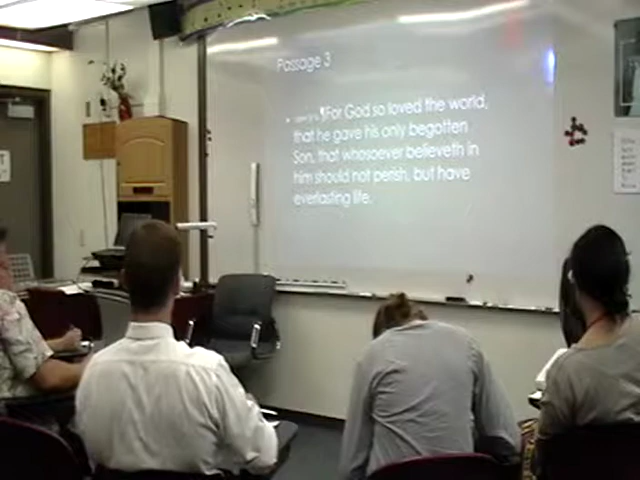 Passage 3
For God so loved the world,
that he gave his only begotten
Son, that whosoever believeth in
him should not perish, but have
everlasting life.